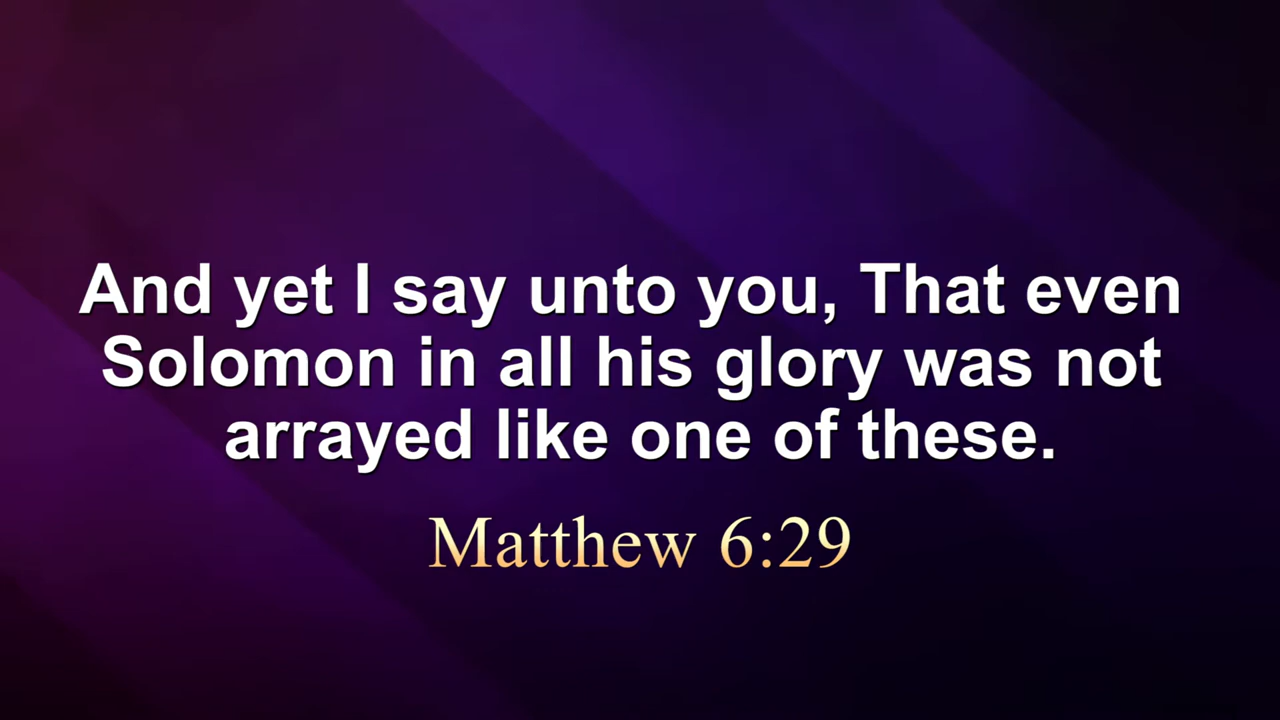 And yet I say unto you, That even
Solomon in all his glory was not
arrayed like one of these.
Matthew 6:29